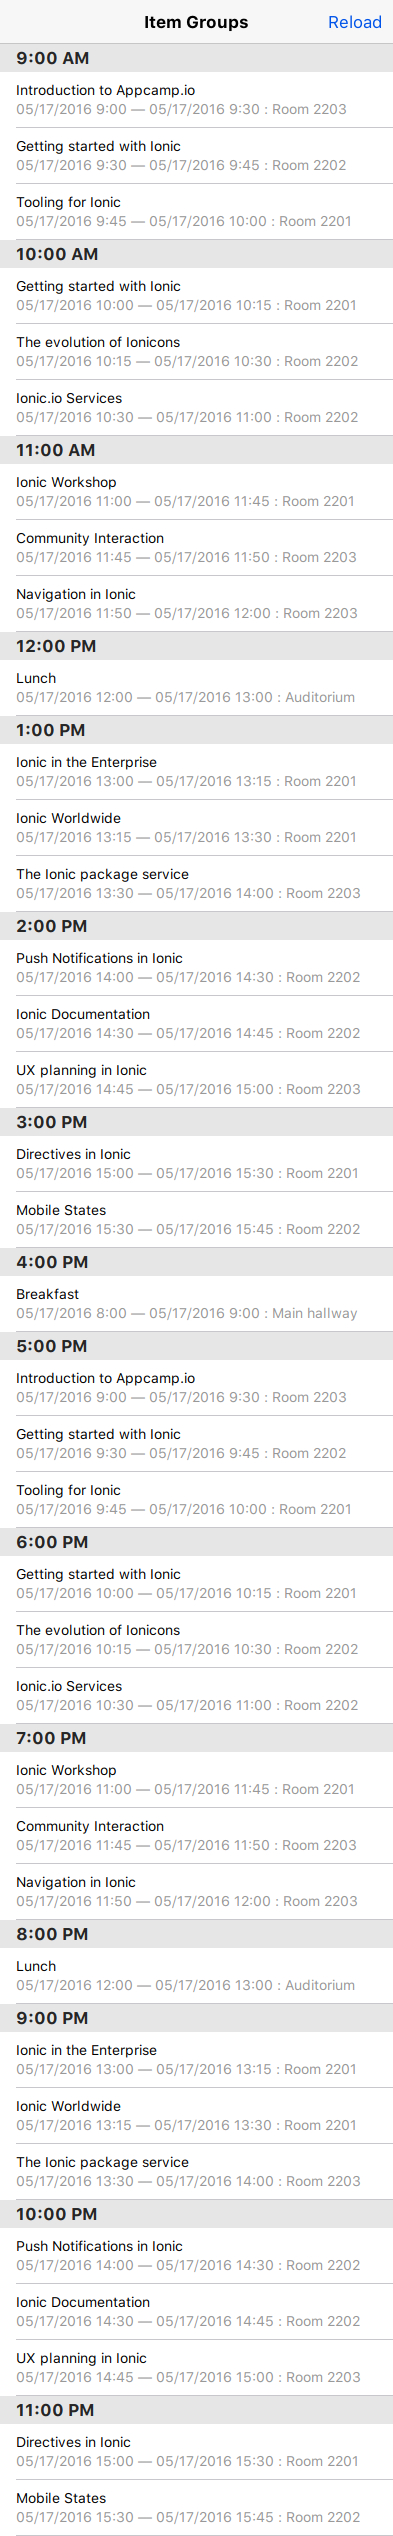 Item Groups
Reload
9:00 AM
Introduction to Appcamp.io
05/17/2016 9:00 — 05/17/2016 9:30 : Room 2203
Getting started with Ionic
05/17/2016 9:30 — 05/17/2016 9:45 : Room 2202
Tooling for Ionic
05/17/2016 9:45 — 05/17/2016 10:00 : Room 2201
10:00 AM
Getting started with Ionic
05/17/2016 10:00 — 05/17/2016 10:15 : Room 2201
The evolution of Ionicons
05/17/2016 10:15 — 05/17/2016 10:30 : Room 2202
Ionic.io Services
05/17/2016 10:30 — 05/17/2016 11:00 : Room 2202
11:00 AM
Ionic Workshop
05/17/2016 11:00 — 05/17/2016 11:45 : Room 2201
Community Interaction
05/17/2016 11:45 — 05/17/2016 11:50 : Room 2203
Navigation in Ionic
05/17/2016 11:50 — 05/17/2016 12:00 : Room 2203
12:00 PM
Lunch
05/17/2016 12:00 — 05/17/2016 13:00 : Auditorium
1:00 PM
Ionic in the Enterprise
05/17/2016 13:00 — 05/17/2016 13:15 : Room 2201
Ionic Worldwide
05/17/2016 13:15 — 05/17/2016 13:30 : Room 2201
The Ionic package service
05/17/2016 13:30 — 05/17/2016 14:00 : Room 2203
2:00 PM
Push Notifications in Ionic
05/17/2016 14:00 — 05/17/2016 14:30 : Room 2202
Ionic Documentation
05/17/2016 14:30 — 05/17/2016 14:45 : Room 2202
UX planning in Ionic
05/17/2016 14:45 — 05/17/2016 15:00 : Room 2203
3:00 PM
Directives in Ionic
05/17/2016 15:00 — 05/17/2016 15:30 : Room 2201
Mobile States
05/17/2016 15:30 — 05/17/2016 15:45 : Room 2202
4:00 PM
Breakfast
05/17/2016 8:00 — 05/17/2016 9:00 : Main hallway
5:00 PM
Introduction to Appcamp.io
05/17/2016 9:00 — 05/17/2016 9:30 : Room 2203
Getting started with Ionic
05/17/2016 9:30 — 05/17/2016 9:45 : Room 2202
Tooling for Ionic
05/17/2016 9:45 — 05/17/2016 10:00 : Room 2201
6:00 PM
Getting started with Ionic
05/17/2016 10:00 — 05/17/2016 10:15 : Room 2201
The evolution of Ionicons
05/17/2016 10:15 — 05/17/2016 10:30 : Room 2202
Ionic.io Services
05/17/2016 10:30 — 05/17/2016 11:00 : Room 2202
7:00 PM
Ionic Workshop
05/17/2016 11:00 — 05/17/2016 11:45 : Room 2201
Community Interaction
05/17/2016 11:45 — 05/17/2016 11:50 : Room 2203
Navigation in Ionic
05/17/2016 11:50 — 05/17/2016 12:00 : Room 2203
8:00 PM
Lunch
05/17/2016 12:00 — 05/17/2016 13:00 : Auditorium
9:00 PM
Ionic in the Enterprise
05/17/2016 13:00 — 05/17/2016 13:15 : Room 2201
Ionic Worldwide
05/17/2016 13:15 — 05/17/2016 13:30 : Room 2201
The Ionic package service
05/17/2016 13:30 — 05/17/2016 14:00 : Room 2203
10:00 PM
Push Notifications in Ionic
05/17/2016 14:00 — 05/17/2016 14:30 : Room 2202
Ionic Documentation
05/17/2016 14:30 — 05/17/2016 14:45 : Room 2202
UX planning in Ionic
05/17/2016 14:45 — 05/17/2016 15:00 : Room 2203
11:00 PM
Directives in Ionic
05/17/2016 15:00 — 05/17/2016 15:30 : Room 2201
Mobile States
05/17/2016 15:30 — 05/17/2016 15:45 : Room 2202